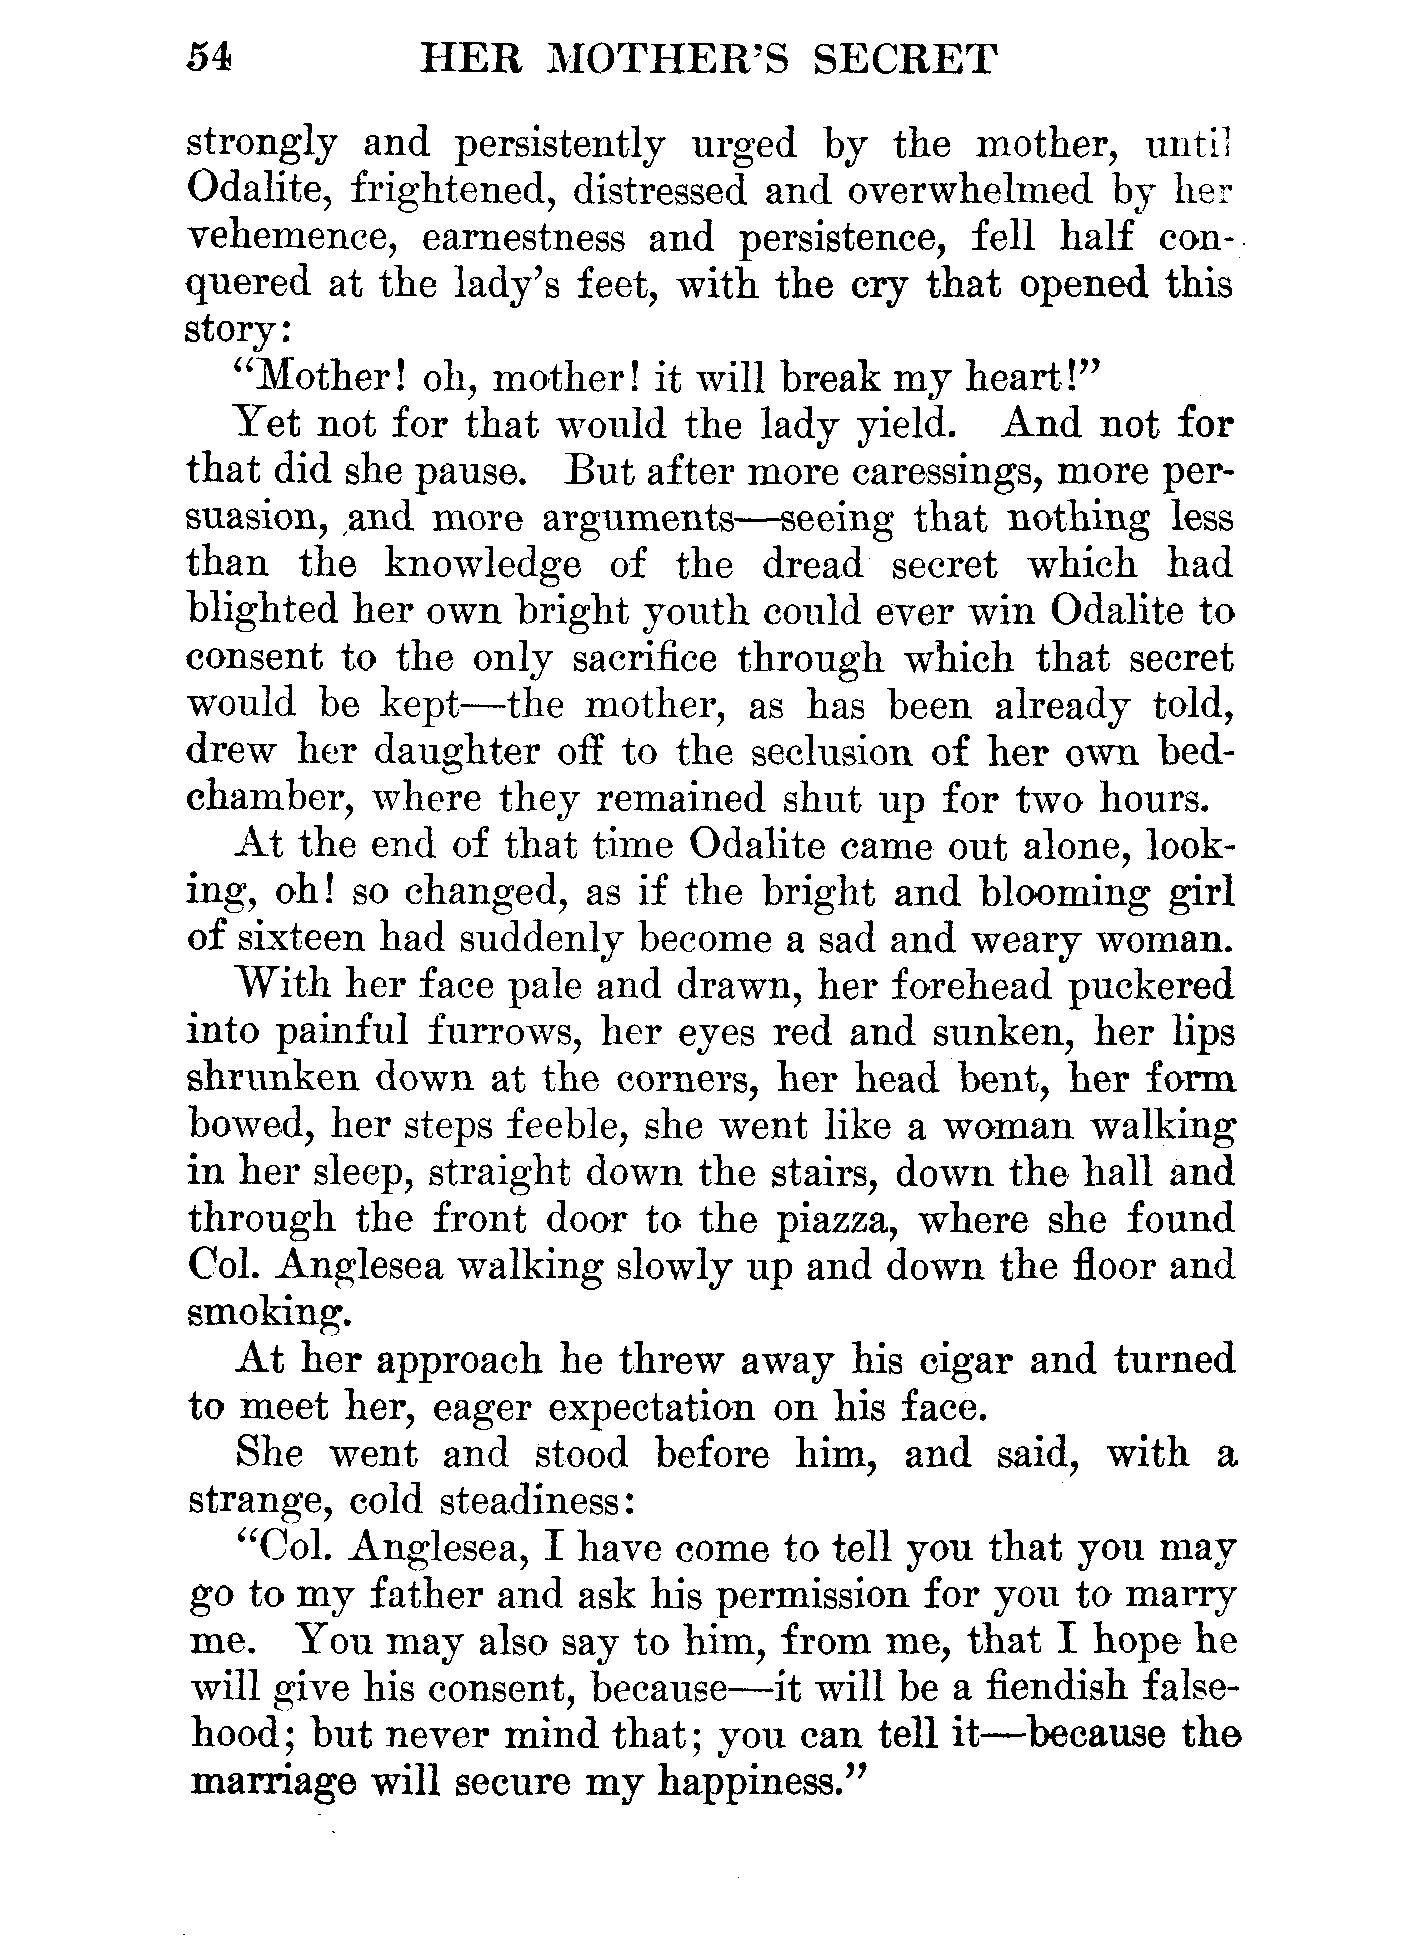 54 HER MOTHER'S SECRET
strongly and persistently urged by the mother, until
Odalite, frightened, distressed and overwhelmed by her
vehemence, earnestness and persistence, fell half con-
quered at the lady's feet, with the cry that opened this
story:
"Mother! oh, mother! it will break my heart!"
Yet not for that would the lady yield. And not for
that did she pause. But after more caressings, more per-
suasion, and more arguments—seeing that nothing less
than the knowledge of the dread secret which had
blighted her own bright youth could ever win Odalite to
consent to the only sacrifice through which that secret
would be kept—the mother, as has been already told,
drew her daughter off to the seclusion of her own bed-
chamber, where they remained shut up for two hours.
At the end of that time Odalite came out alone, look-
ing, oh! so changed, as if the bright and blooming girl
of sixteen had suddenly become a sad and weary woman.
With her face pale and drawn, her forehead puckered
into painful furrows, her eyes red and sunken, her lips
shrunken down at the corners, her head bent, her form
bowed, her steps feeble, she went like a woman walking
in her sleep, straight down the stairs, down the hall and
through the front door to the piazza, where she found
Col. Anglesea walking slowly up and down the floor and
smoking.
At her approach he threw away his cigar and turned
to meet her, eager expectation on his face.
She went and stood before him, and said, with a
strange, cold steadiness:
"Col. Anglesea, I have come to tell you that you may
go to my father and ask his permission for you to marry
me. You may also say to him, from me, that I hope he
will give his consent, because—it will be a fiendish false-
hood; but never mind that; you can tell it—because the
marriage will secure my happiness."